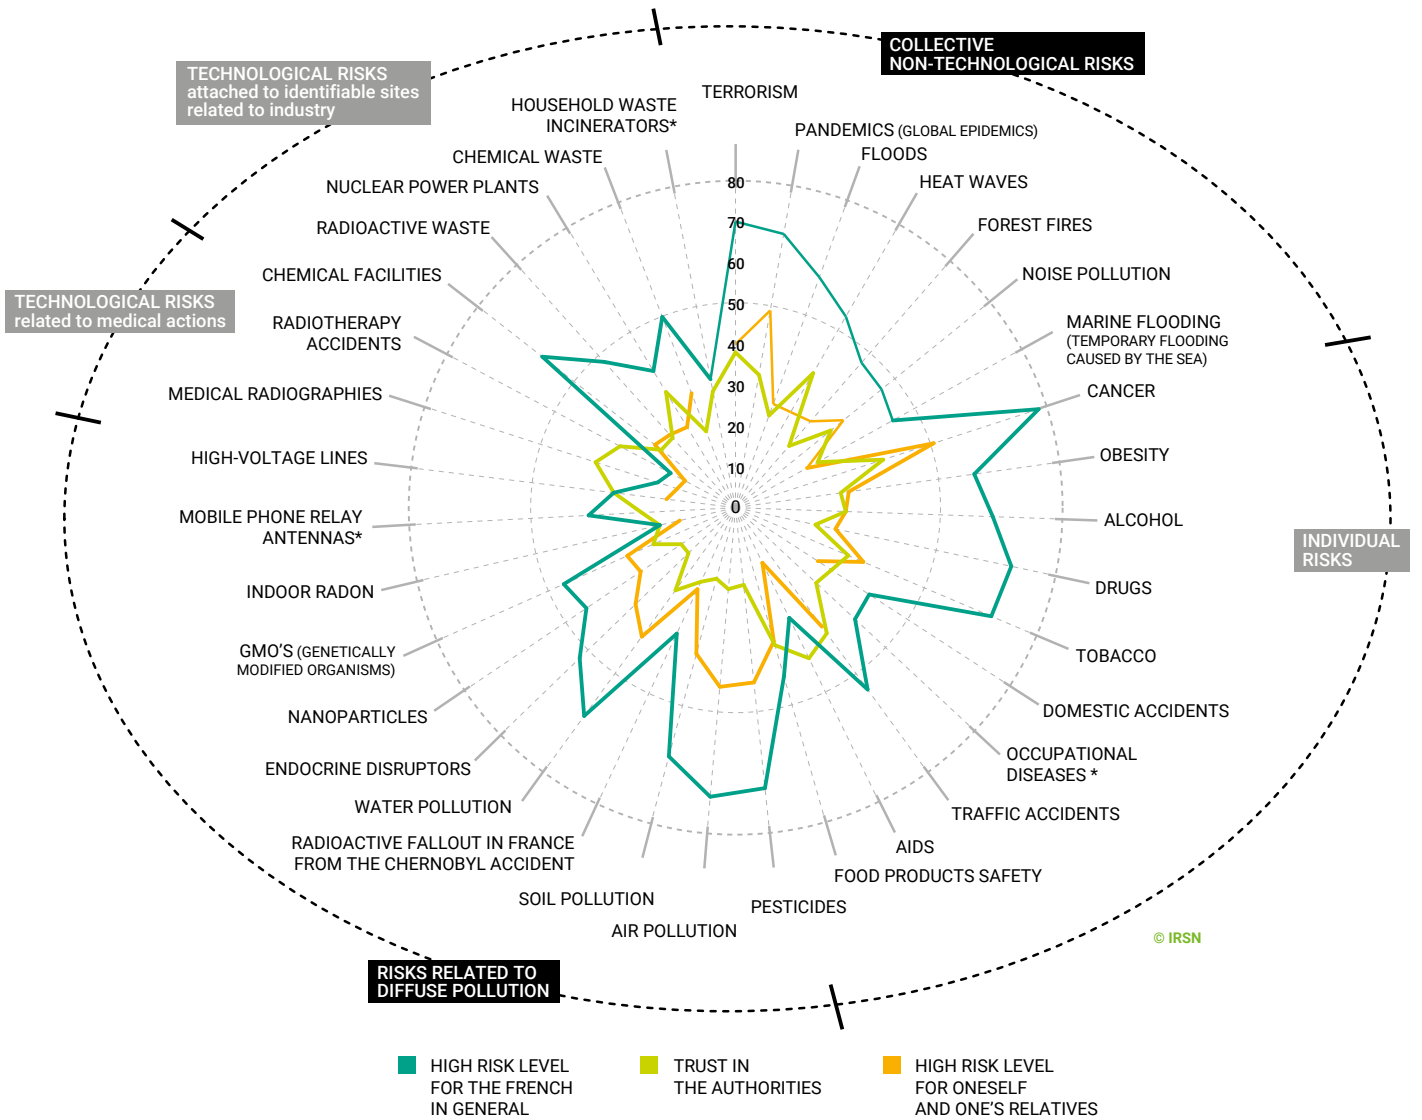 COLLECTIVE
NON-TECHNOLOGICAL RISKS
TECHNOLOGICAL RISKS
attached to identifiable sites
related to industry
TECHNOLOGICAL RISKS
related to medical actions
INDIVIDUAL
RISKS
RISKS RELATED TO
DIFFUSE POLLUTION
TERRORISM
PANDEMICS (GLOBAL EPIDEMICS)
FLOODS
HEAT WAVES
FOREST FIRES
NOISE POLLUTION
MARINE FLOODING
(TEMPORARY FLOODING
CAUSED BY THE SEA)
CANCER
OBESITY
ALCOHOL
DRUGS
TOBACCO
DOMESTIC ACCIDENTS
OCCUPATIONAL
DISEASES *
TRAFFIC ACCIDENTS
AIDS
FOOD PRODUCTS SAFETY
PESTICIDES
AIR POLLUTION
SOIL POLLUTION
RADIOACTIVE FALLOUT IN FRANCE
FROM THE CHERNOBYL ACCIDENT
WATER POLLUTION
ENDOCRINE DISRUPTORS
NANOPARTICLES
GMO'S (GENETICALLY
MODIFIED ORGANISMS)
INDOOR RADON
MOBILE PHONE RELAY
ANTENNAS*
HIGH-VOLTAGE LINES
MEDICAL RADIOGRAPHIES
RADIOTHERAPY
ACCIDENTS
CHEMICAL FACILITIES
RADIOACTIVE WASTE
NUCLEAR POWER PLANTS
CHEMICAL WASTE
HOUSEHOLD WASTE
INCINERATORS*
80
70
60
50
40
30
20
10
0
© IRSN
HIGH RISK LEVEL
FOR THE FRENCH
IN GENERAL
TRUST IN
THE AUTHORITIES
HIGH RISK LEVEL
FOR ONESELF
AND ONE'S RELATIVES